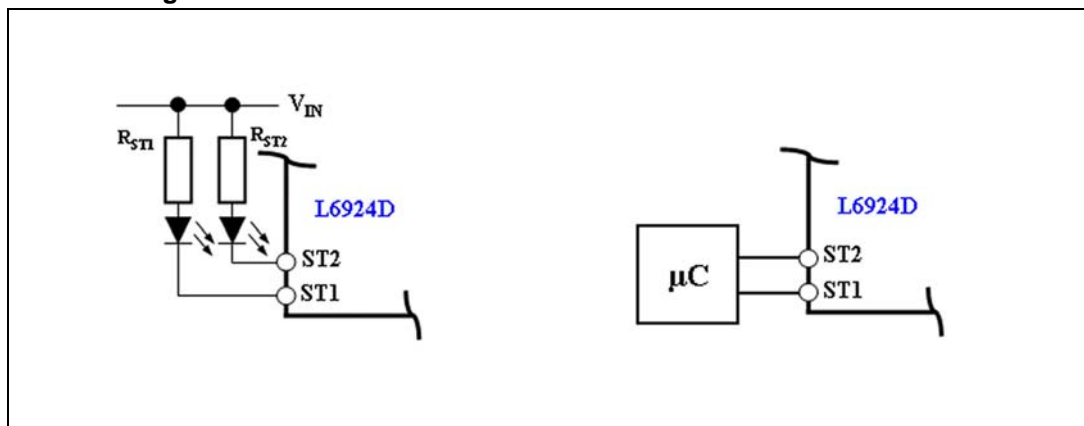 V_IN
R_ST1
R_ST2
L6924D
ST2
ST1
L6924D
μC
ST2
ST1